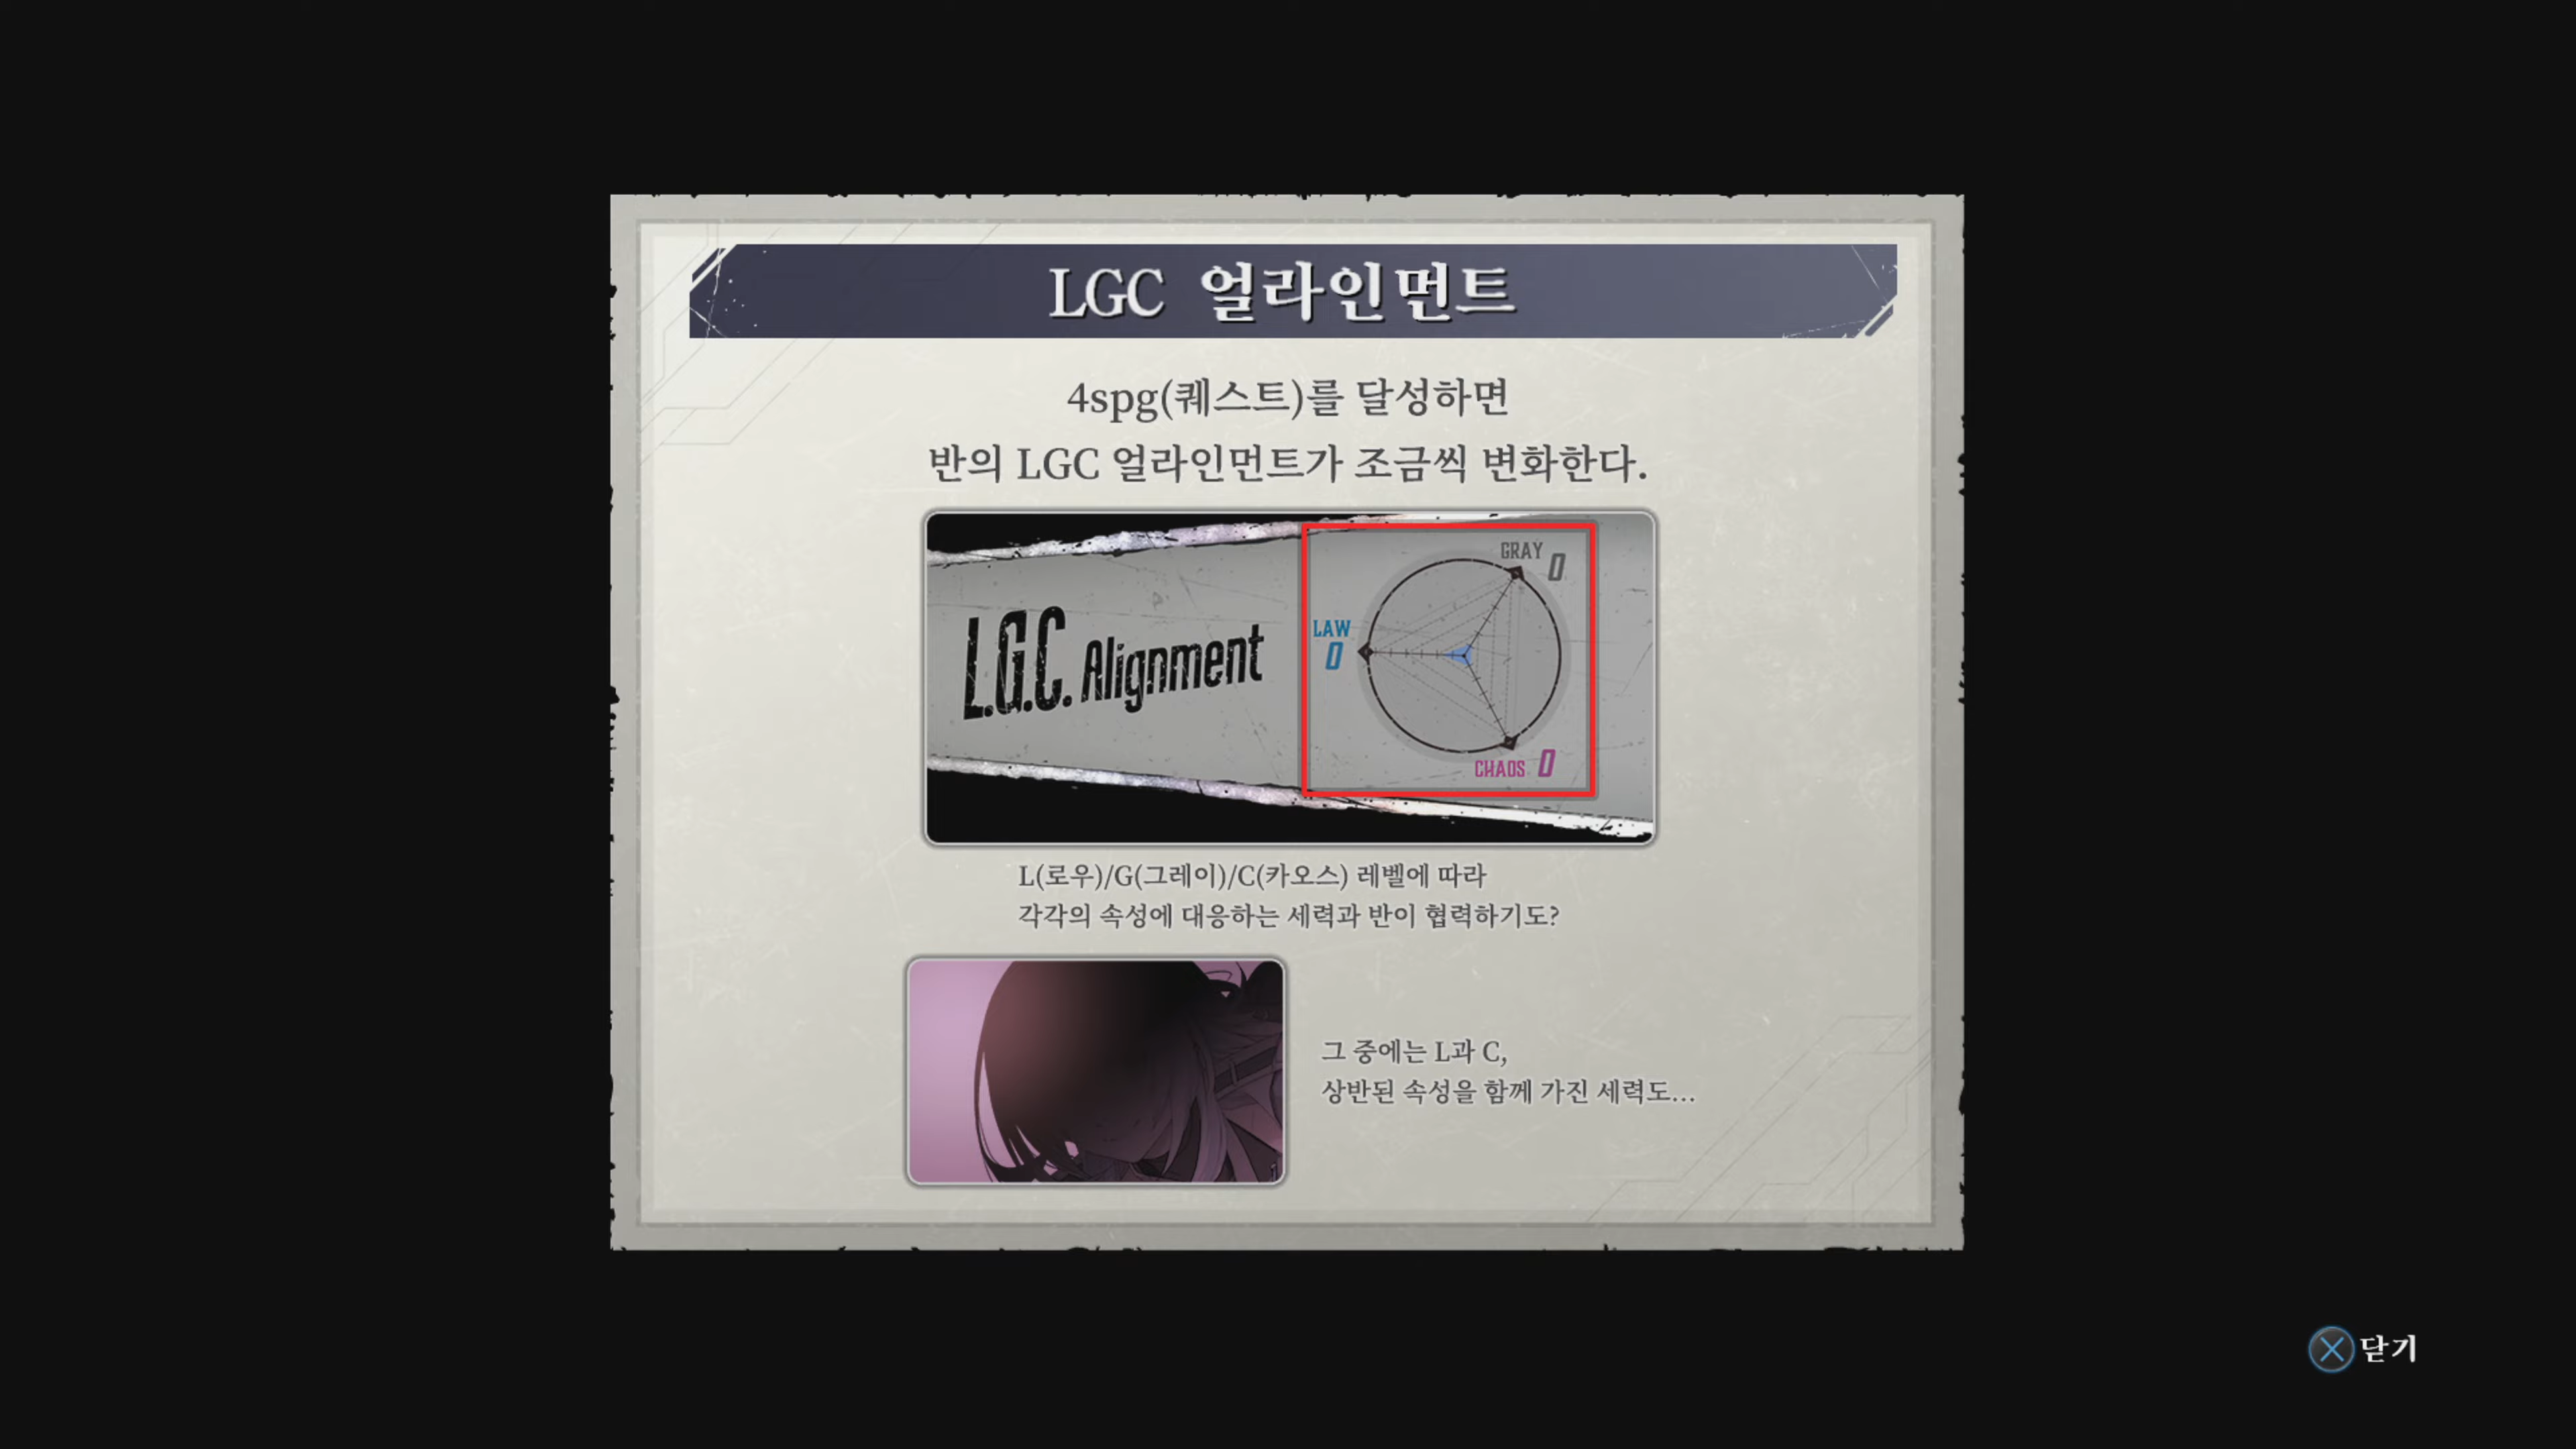 LGC 얼라인먼트
4spg(퀘스트)를 달성하면
반의 LGC 얼라인먼트가 조금씩 변화한다.
L.G.C. Alignment
GRAY 0
LAW
0
CHAOS 0
L(로우)/G(그레이)/C(카오스) 레벨에 따라
각각의 속성에 대응하는 세력과 반이 협력하기도?
그 중에는 L과 C,
상반된 속성을 함께 가진 세력도...
닫기